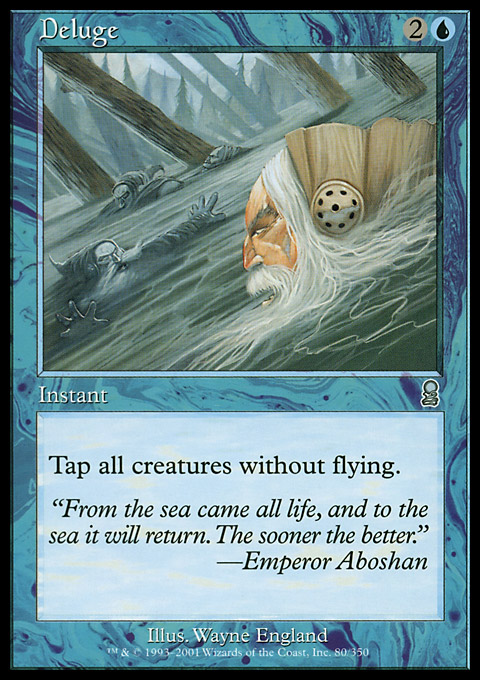 Deluge 2
Instant
Tap all creatures without flying.
“From the sea came all life, and to the
sea it will return. The sooner the better.”
—Emperor Aboshan
Illus. Wayne England
™ & © 1993-2001 Wizards of the Coast, Inc. 80/350